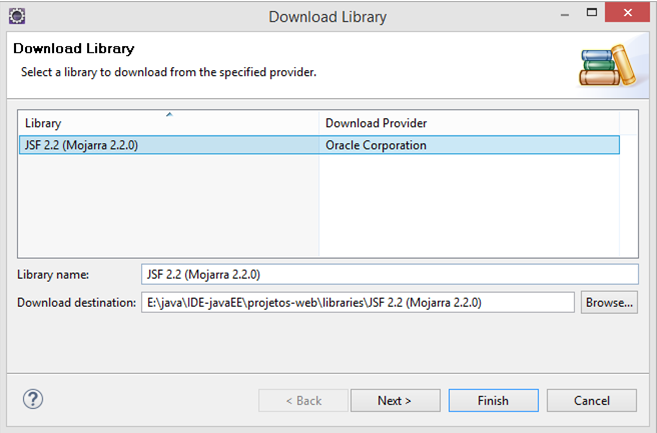 Download Library
Download Library
Select a library to download from the specified provider.
Library Download Provider
JSF 2.2 (Mojarra 2.2.0) Oracle Corporation
Library name: JSF 2.2 (Mojarra 2.2.0)
Download destination: E:\java\IDE-javaEE\projetos-web\libraries\JSF 2.2 (Mojarra 2.2.0) Browse...
? < Back Next > Finish Cancel